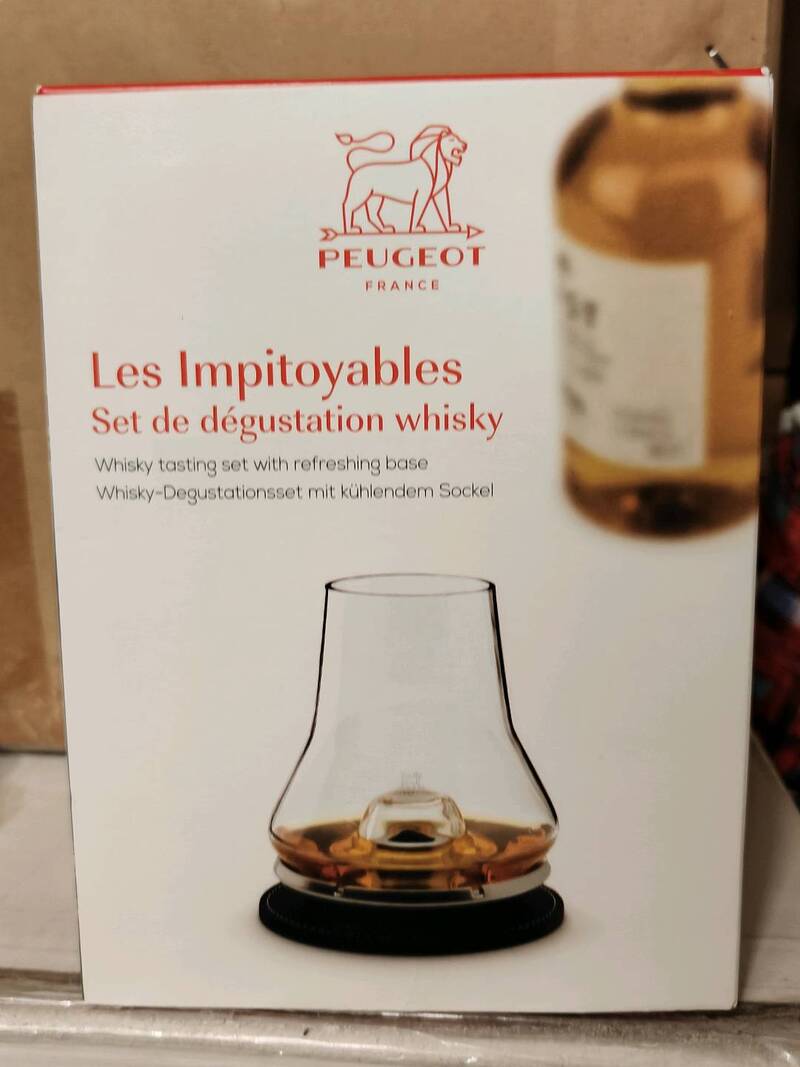 PEUGEOT
FRANCE
Les Impitoyables
Set de dégustation whisky
Whisky tasting set with refreshing base
Whisky-Degustationsset mit kühlendem Sockel